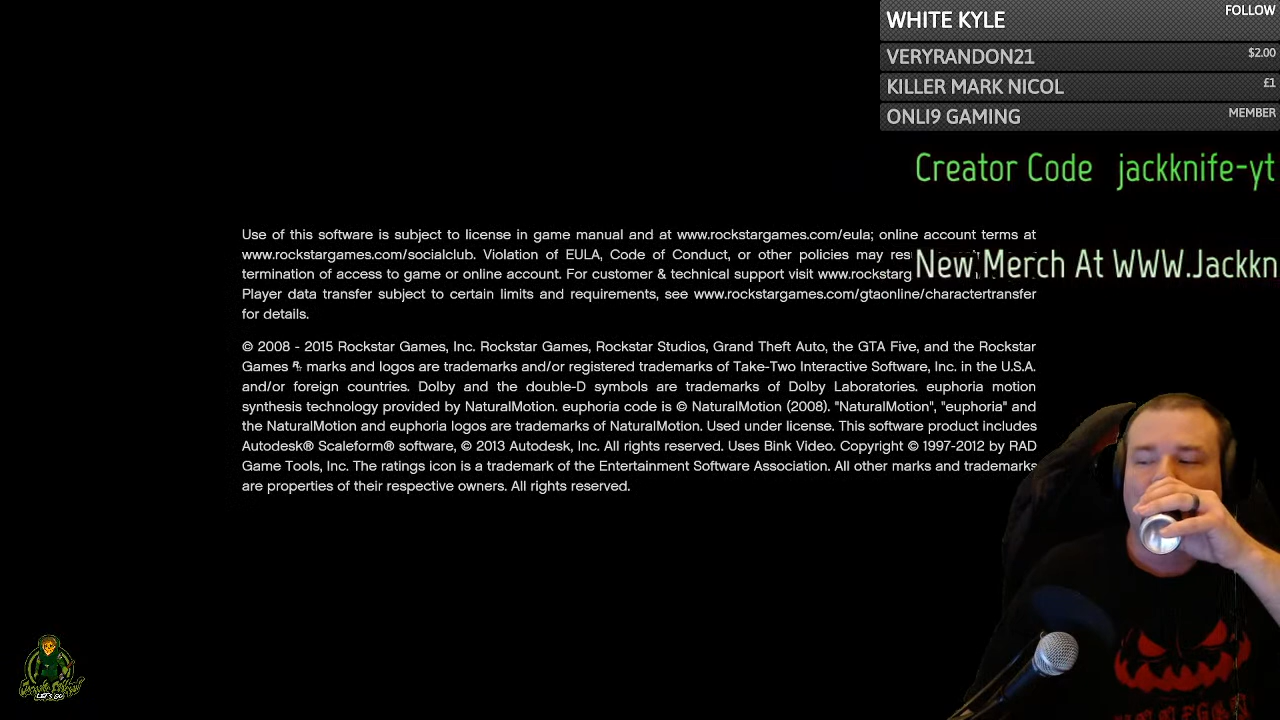 WHITE KYLE FOLLOW
VERYRANDON21 $2.00
KILLER MARK NICOL £1
ONLI9 GAMING MEMBER
Creator Code jackknife-yt
New Merch At WWW.Jackkn
Use of this software is subject to license in game manual and at www.rockstargames.com/eula; online account terms at
www.rockstargames.com/socialclub. Violation of EULA, Code of Conduct, or other policies may
termination of access to game or online account. For customer & technical support visit www.rockstarg
Player data transfer subject to certain limits and requirements, see www.rockstargames.com/gtaonline/charactertransfer
for details.
© 2008 - 2015 Rockstar Games, Inc. Rockstar Games, Rockstar Studios, Grand Theft Auto, the GTA Five, and the Rockstar
Games R* marks and logos are trademarks and/or registered trademarks of Take-Two Interactive Software, Inc. in the U.S.A.
and/or foreign countries. Dolby and the double-D symbols are trademarks of Dolby Laboratories. euphoria motion
synthesis technology provided by NaturalMotion. euphoria code is © NaturalMotion (2008). "NaturalMotion", "euphoria" and
the NaturalMotion and euphoria logos are trademarks of NaturalMotion. Used under license. This software product includes
Autodesk® Scaleform® software, © 2013 Autodesk, Inc. All rights reserved. Uses Bink Video. Copyright © 1997-2012 by RAD
Game Tools, Inc. The ratings icon is a trademark of the Entertainment Software Association. All other marks and trademarks
are properties of their respective owners. All rights reserved.
LET'S GO